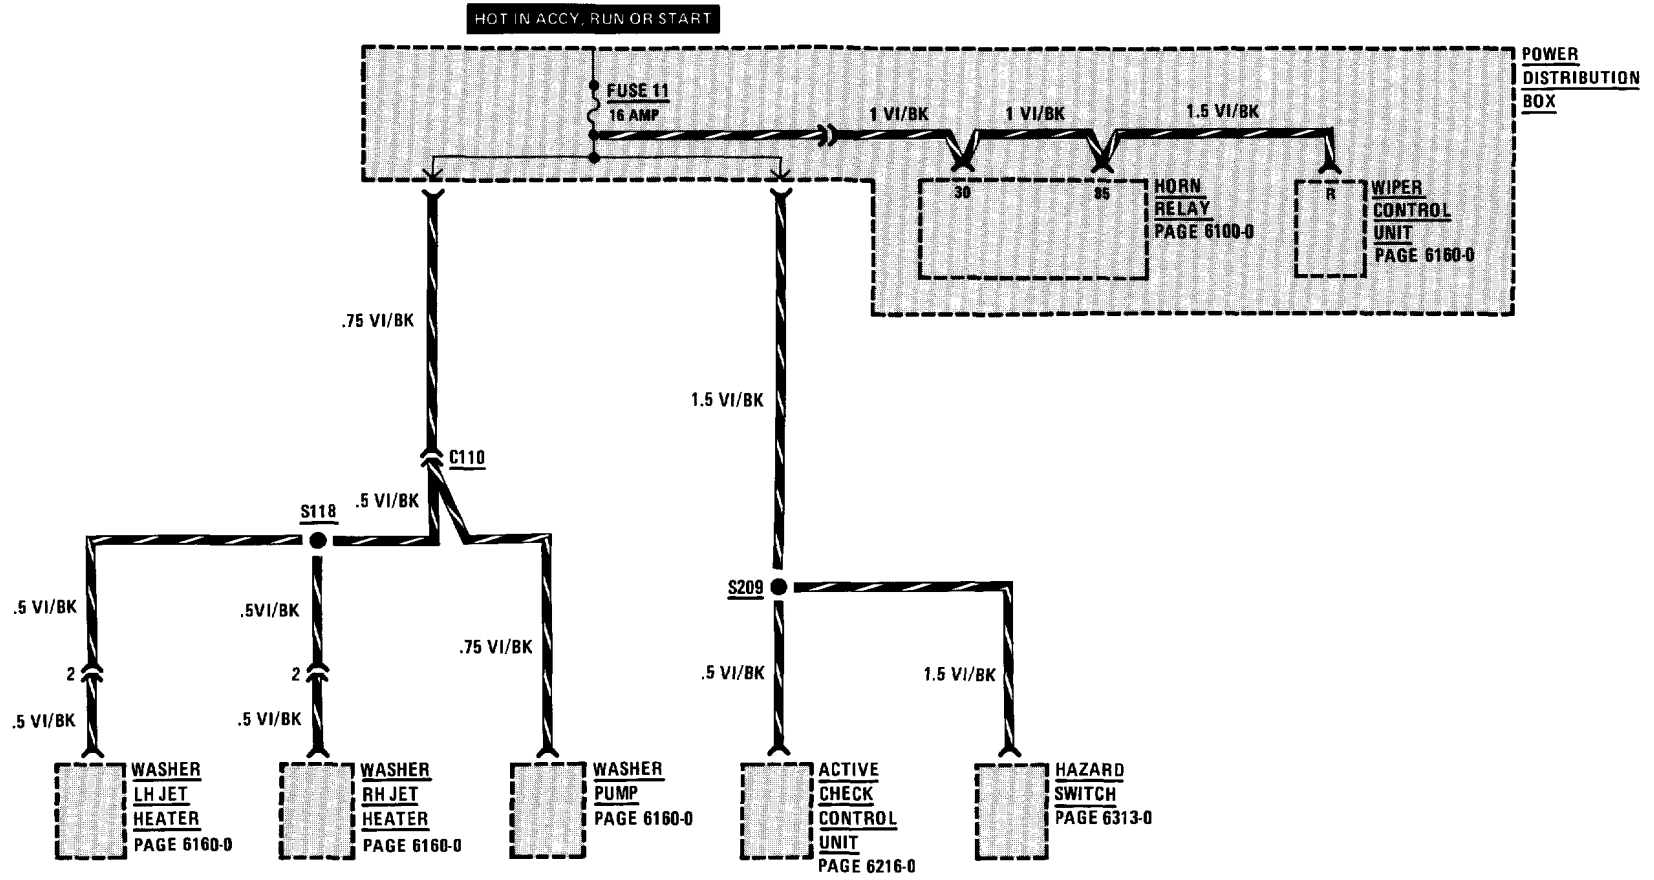 HOT IN ACCY, RUN OR START
POWER
DISTRIBUTION
BOX
FUSE 11
16 AMP
1 VI/BK
1 VI/BK
1.5 VI/BK
30
85
HORN
RELAY
PAGE 6100-0
R
WIPER
CONTROL
UNIT
PAGE 6160-0
.75 VI/BK
1.5 VI/BK
C110
.5 VI/BK
S118
S209
.5 VI/BK
.5VI/BK
.75 VI/BK
.5 VI/BK
1.5 VI/BK
2
2
.5 VI/BK
.5 VI/BK
WASHER
LH JET
HEATER
PAGE 6160-0
WASHER
RH JET
HEATER
PAGE 6160-0
WASHER
PUMP
PAGE 6160-0
ACTIVE
CHECK
CONTROL
UNIT
PAGE 6216-0
HAZARD
SWITCH
PAGE 6313-0